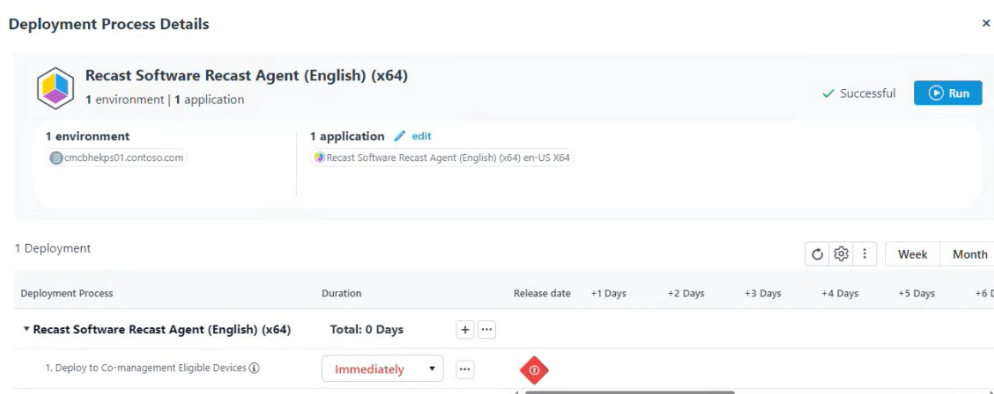 Deployment Process Details
Recast Software Recast Agent (English) (x64)
1 environment | 1 application
Successful
Run
1 environment
1 application edit
cmcbhekps01.contoso.com
Recast Software Recast Agent (English) (x64) en-US X64
1 Deployment
Week Month
Deployment Process Duration Release date +1 Days +2 Days +3 Days +4 Days +5 Days +6 D
Recast Software Recast Agent (English) (x64) Total: 0 Days
1. Deploy to Co-management Eligible Devices Immediately